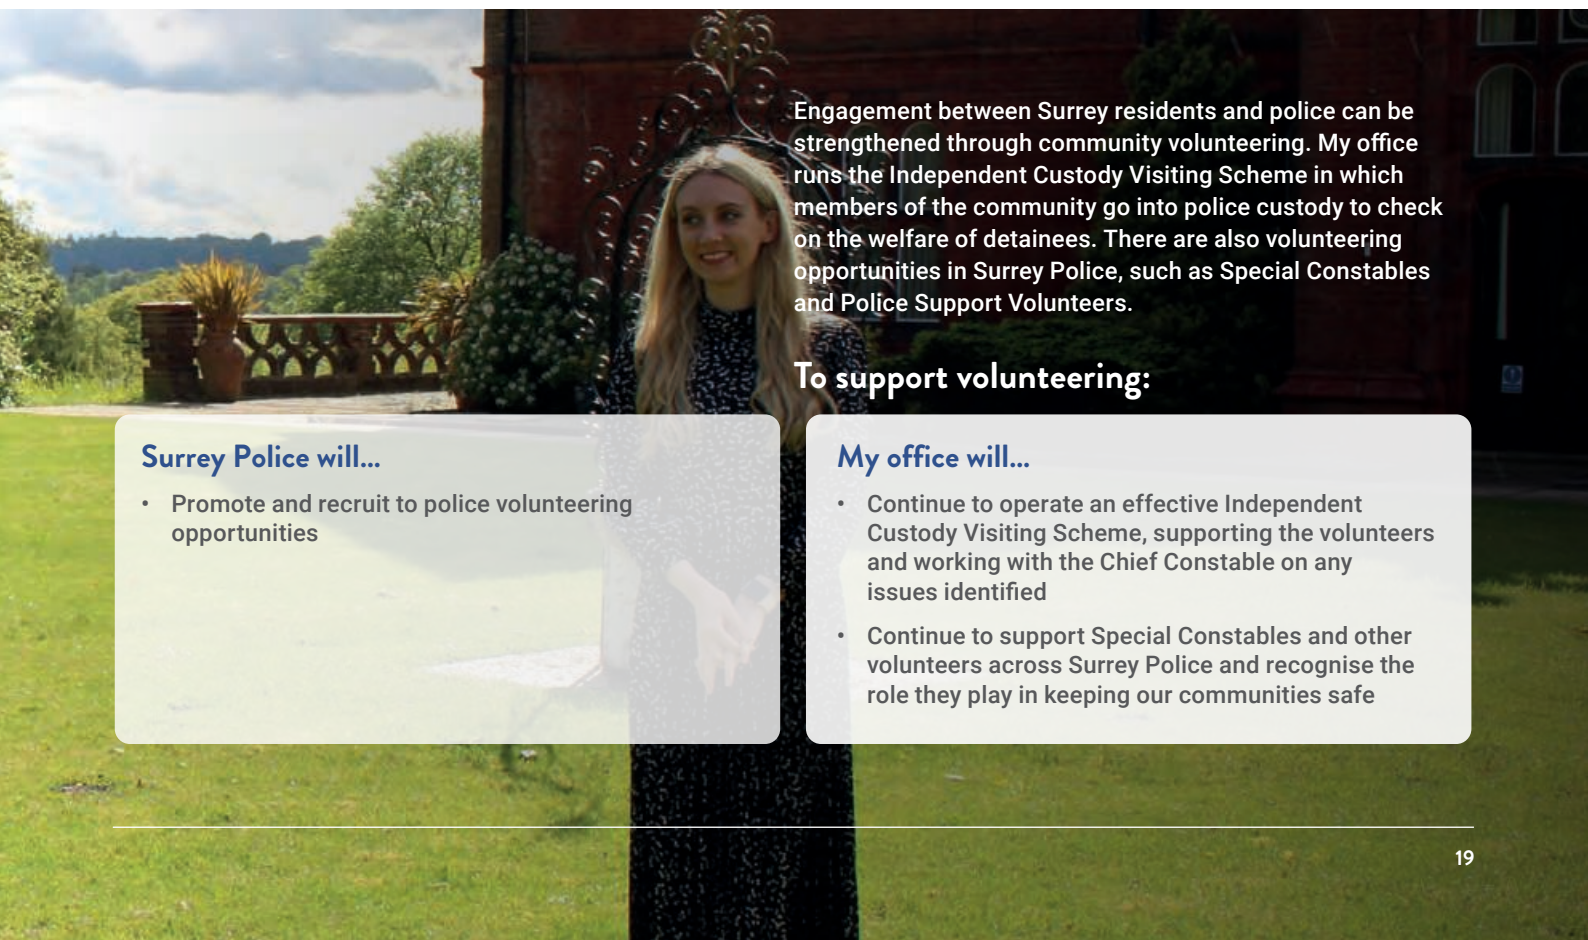 Engagement between Surrey residents and police can be
strengthened through community volunteering. My office
runs the Independent Custody Visiting Scheme in which
members of the community go into police custody to check
on the welfare of detainees. There are also volunteering
opportunities in Surrey Police, such as Special Constables
and Police Support Volunteers.
To support volunteering:
Surrey Police will...
• Promote and recruit to police volunteering
opportunities
My office will...
• Continue to operate an effective Independent
Custody Visiting Scheme, supporting the volunteers
and working with the Chief Constable on any
issues identified
• Continue to support Special Constables and other
volunteers across Surrey Police and recognise the
role they play in keeping our communities safe
19